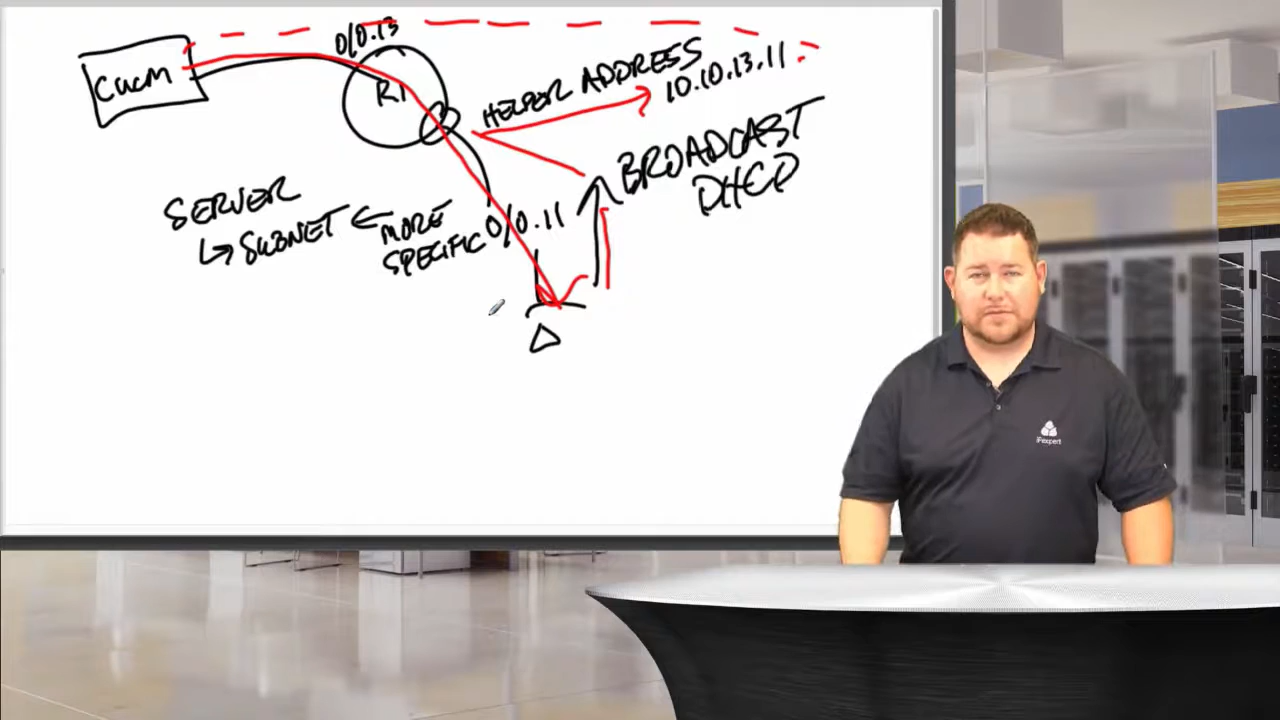 0/0.13
CUCM
R1
HELPER ADDRESS
10.10.13.11
BROADCAST
DHCP
SERVER
↳ SUBNET ← MORE
SPECIFIC
0/0.11
iPexpert